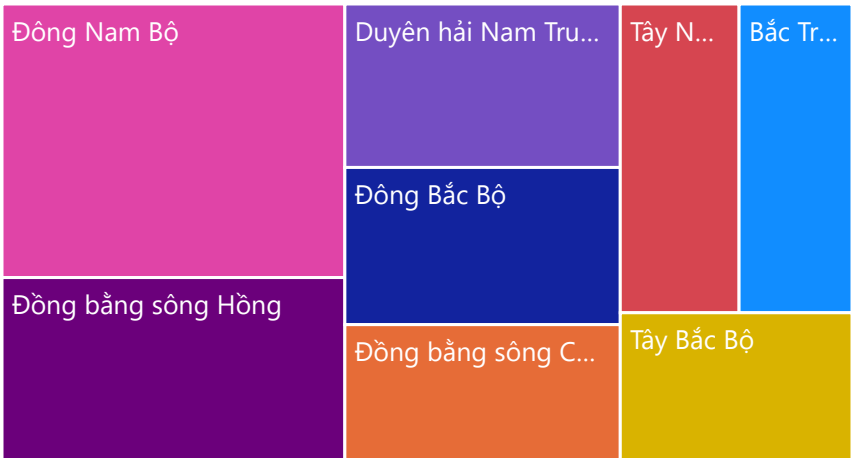 Đông Nam Bộ
Đồng bằng sông Hồng
Duyên hải Nam Tru...
Đông Bắc Bộ
Đồng bằng sông C...
Tây N...
Bắc Tr...
Tây Bắc Bộ